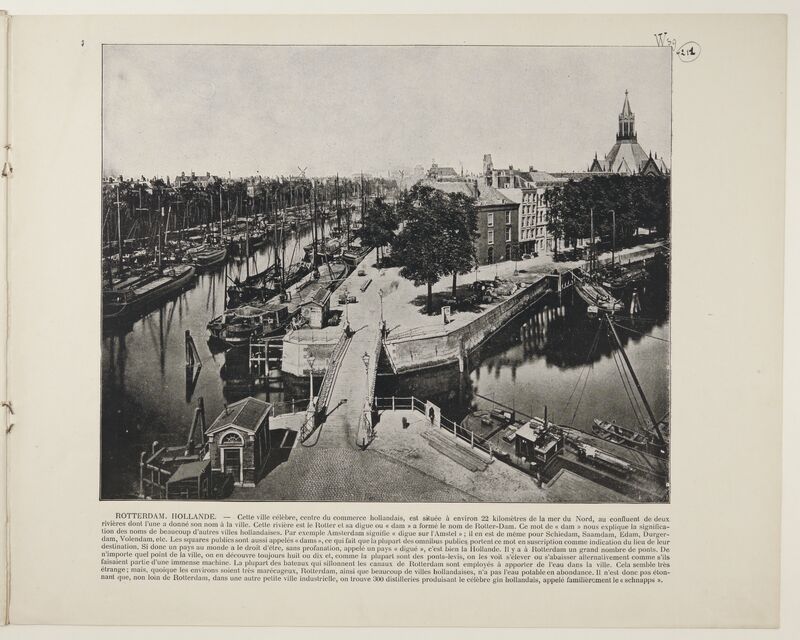 Wsq
212
ROTTERDAM. HOLLANDE. — Cette ville célèbre, centre du commerce hollandais, est située à environ 22 kilomètres de la mer du Nord, au confluent de deux
rivières dont l'une a donné son nom à la ville. Cette rivière est le Rotter et sa digue ou « dam » a formé le nom de Rotter-Dam. Ce mot de « dam » nous explique la significa-
tion des noms de beaucoup d'autres villes hollandaises. Par exemple Amsterdam signifie « digue sur l'Amstel » ; il en est de même pour Schiedam, Saandam, Edam, Durger-
dam, Volendam, etc. Les squares publics sont aussi appelés « dams », ce qui fait que la plupart des omnibus publics portent ce mot en suscription comme indication du lieu de leur
destination. Si donc un pays au monde a le droit d'être, sans profanation, appelé un pays « digué », c'est bien la Hollande. Il y a à Rotterdam un grand nombre de ponts. De
n'importe quel point de la ville, on en découvre toujours huit ou dix et, comme la plupart sont des ponts-levis, on les voit s'élever ou s'abaisser alternativement comme s'ils
faisaient partie d'une immense machine. La plupart des bateaux qui sillonnent les canaux de Rotterdam sont employés à apporter de l'eau dans la ville. Cela semble très
étrange ; mais, quoique les environs soient très marécageux, Rotterdam, ainsi que beaucoup de villes hollandaises, n'a pas l'eau potable en abondance. Il n'est donc pas éton-
nant que, non loin de Rotterdam, dans une autre petite ville industrielle, on trouve 300 distilleries produisant le célèbre gin hollandais, appelé familièrement le « schnapps ».